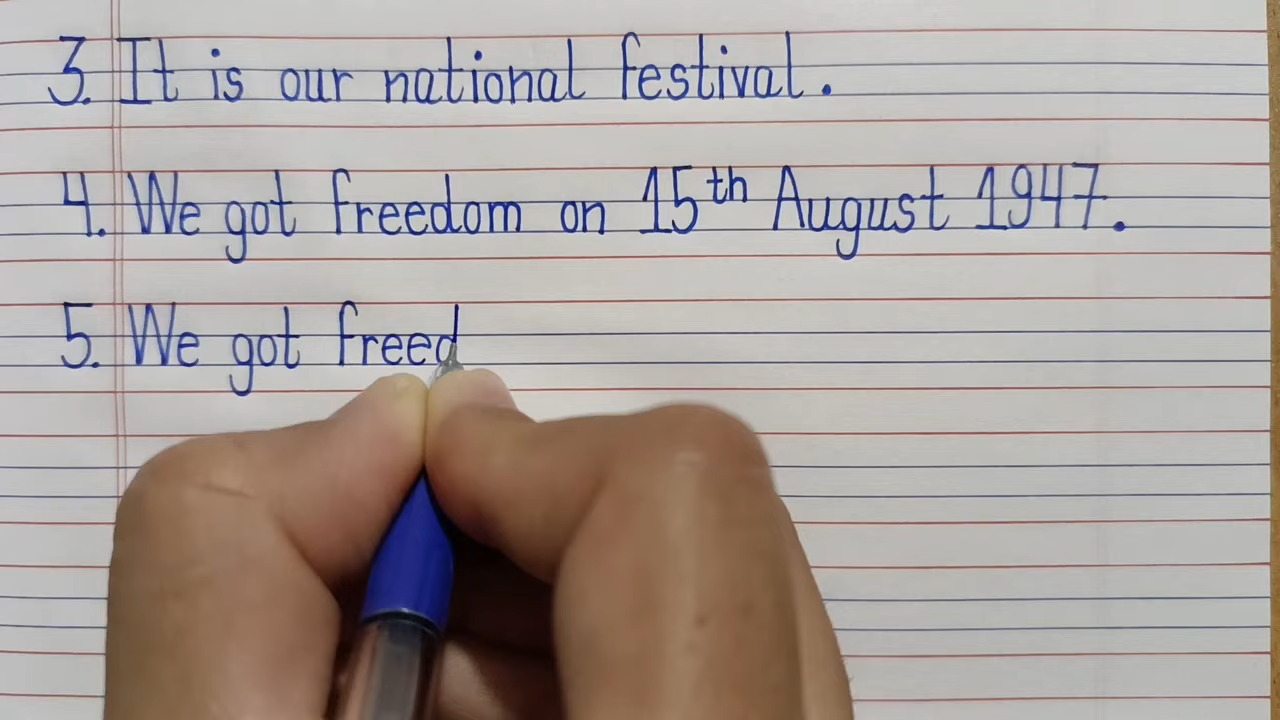 3. It is our national festival.
4. We got freedom on 15th August 1947.
5. We got freed